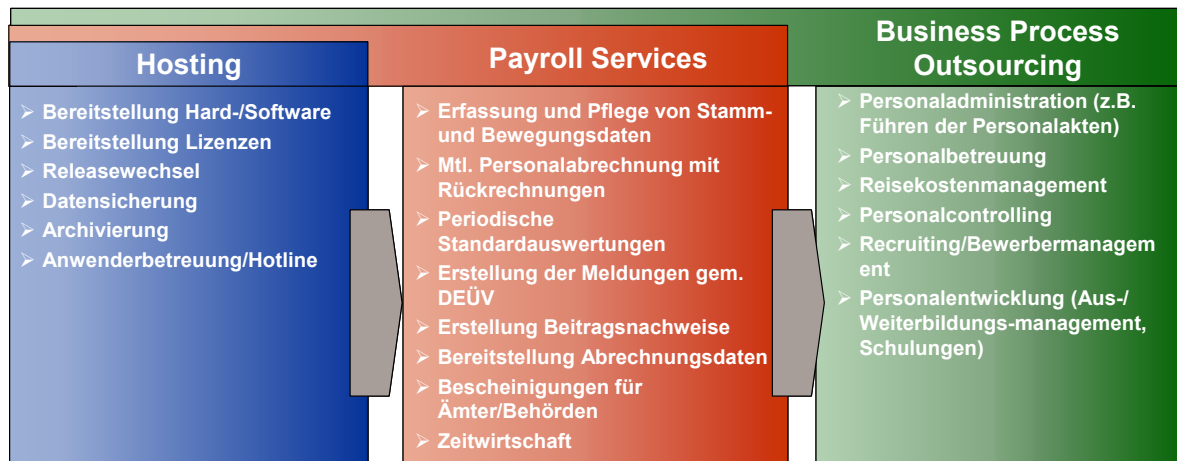 Hosting
➢ Bereitstellung Hard-/Software
➢ Bereitstellung Lizenzen
➢ Releasewechsel
➢ Datensicherung
➢ Archivierung
➢ Anwenderbetreuung/Hotline
Payroll Services
➢ Erfassung und Pflege von Stamm-
und Bewegungsdaten
➢ Mtl. Personalabrechnung mit
Rückrechnungen
➢ Periodische
Standardauswertungen
➢ Erstellung der Meldungen gem.
DEÜV
➢ Erstellung Beitragsnachweise
➢ Bereitstellung Abrechnungsdaten
➢ Bescheinigungen für
Ämter/Behörden
➢ Zeitwirtschaft
Business Process
Outsourcing
➢ Personaladministration (z.B.
Führen der Personalakten)
➢ Personalbetreuung
➢ Reisekostenmanagement
➢ Personalcontrolling
➢ Recruiting/Bewerbermanagem
ent
➢ Personalentwicklung (Aus-/
Weiterbildungs-management,
Schulungen)